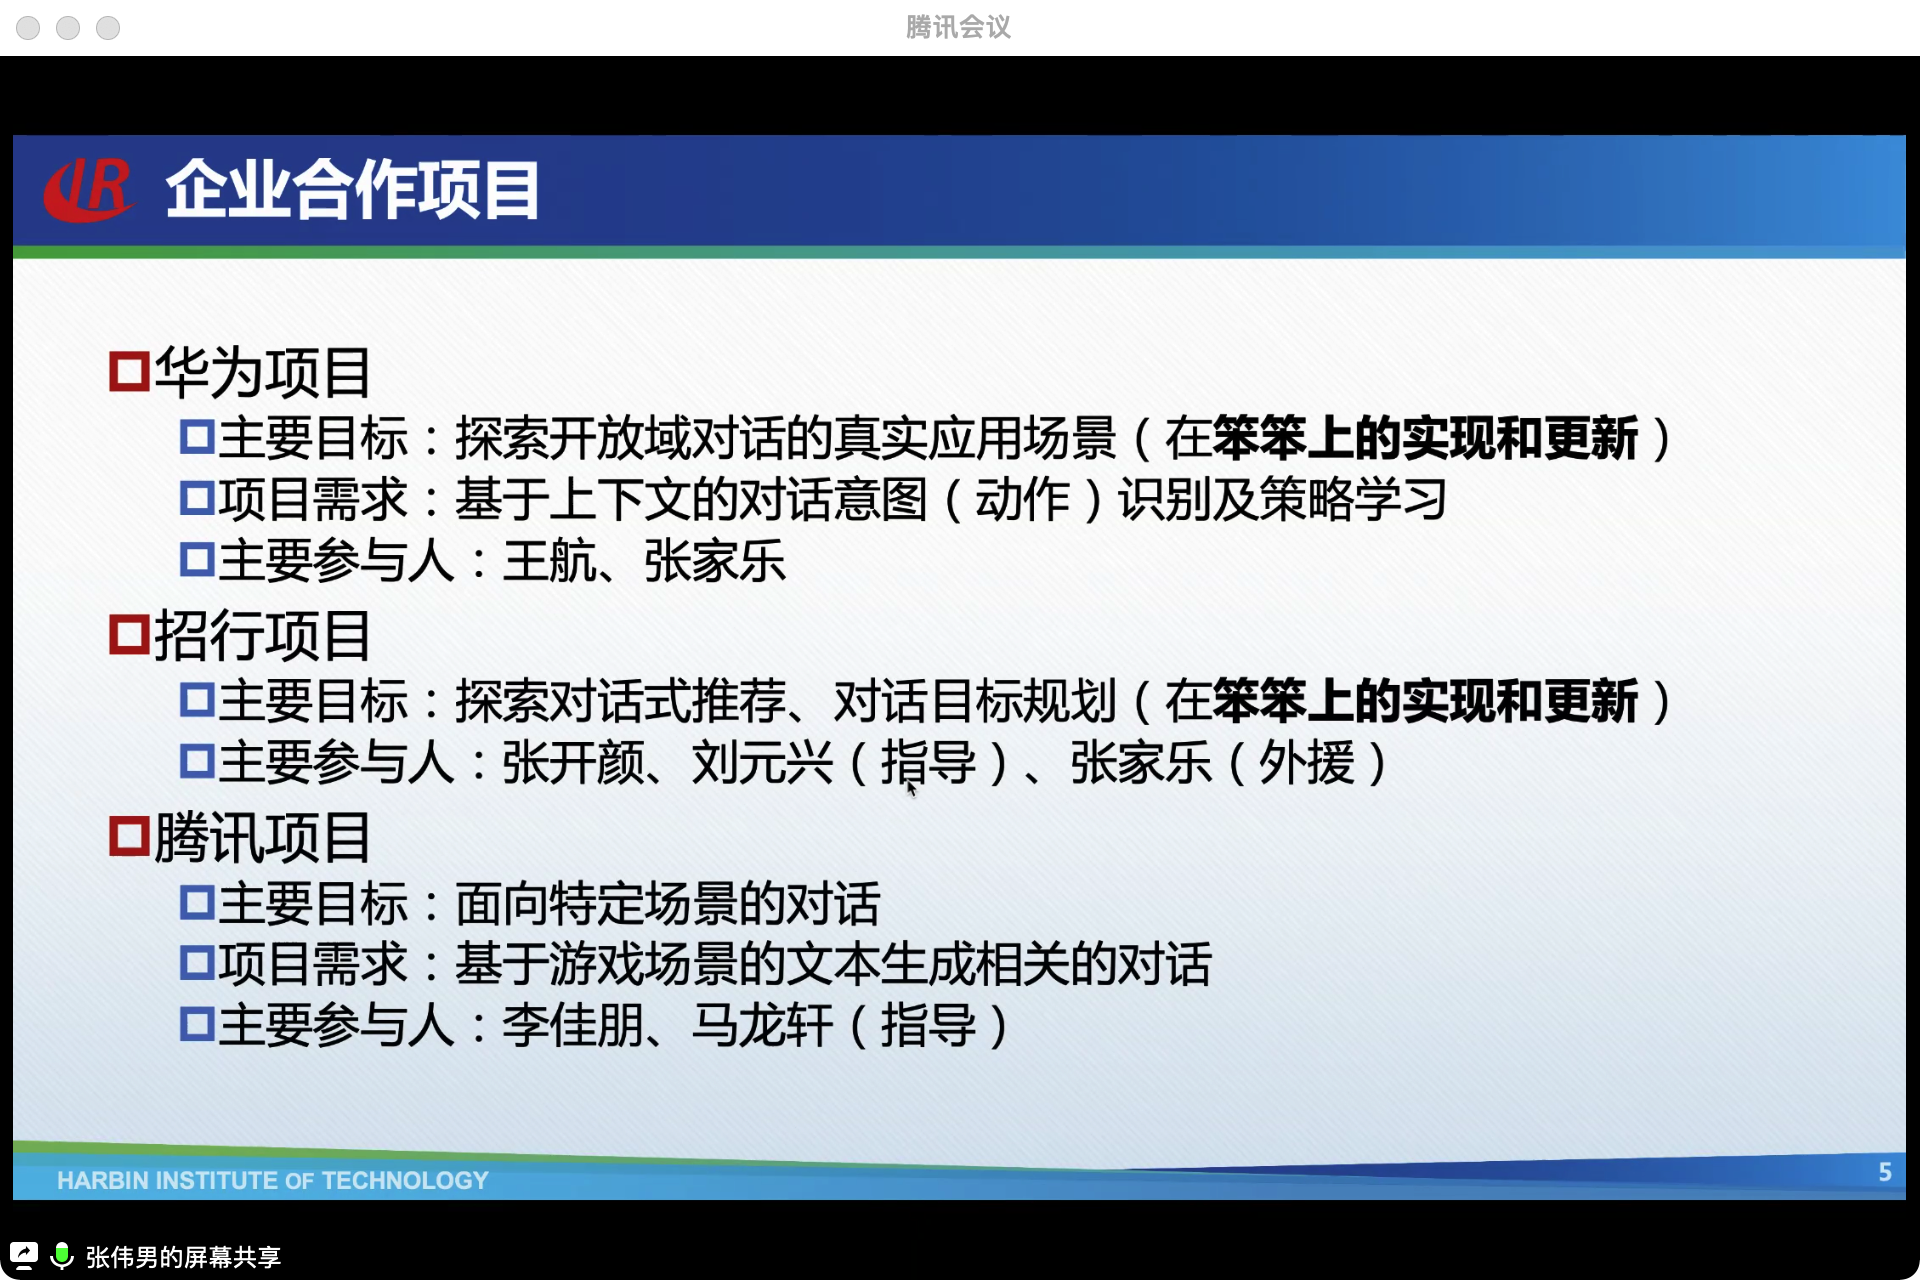 腾讯会议
IR 企业合作项目
华为项目
主要目标：探索开放域对话的真实应用场景（在笨笨上的实现和更新）
项目需求：基于上下文的对话意图（动作）识别及策略学习
主要参与人：王航、张家乐
招行项目
主要目标：探索对话式推荐、对话目标规划（在笨笨上的实现和更新）
主要参与人：张开颜、刘元兴（指导）、张家乐（外援）
腾讯项目
主要目标：面向特定场景的对话
项目需求：基于游戏场景的文本生成相关的对话
主要参与人：李佳朋、马龙轩（指导）
HARBIN INSTITUTE OF TECHNOLOGY
5
张伟男的屏幕共享